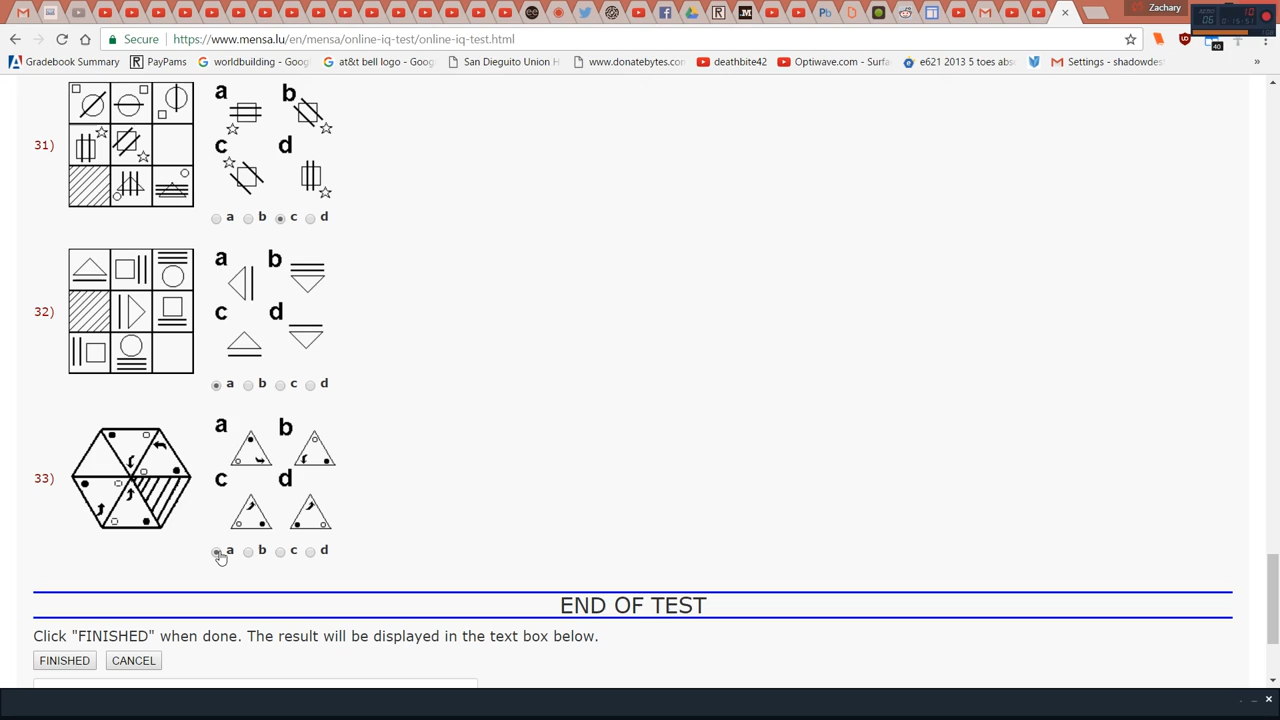 Zachary
Secure https://www.mensa.lu/en/mensa/online-iq-test/online-iq-test.html
40
Gradebook Summary PayPams worldbuilding - Goog at&t bell logo - Googl San Dieguito Union H www.donatebytes.com deathbite42 Optiwave.com - Surfa e621 2013 5 toes abs Settings - shadowdes »
a b
31)
c d
a b c d
a b
32)
c d
a b c d
a b
33)
c d
a b c d
END OF TEST
Click "FINISHED" when done. The result will be displayed in the text box below.
FINISHED CANCEL